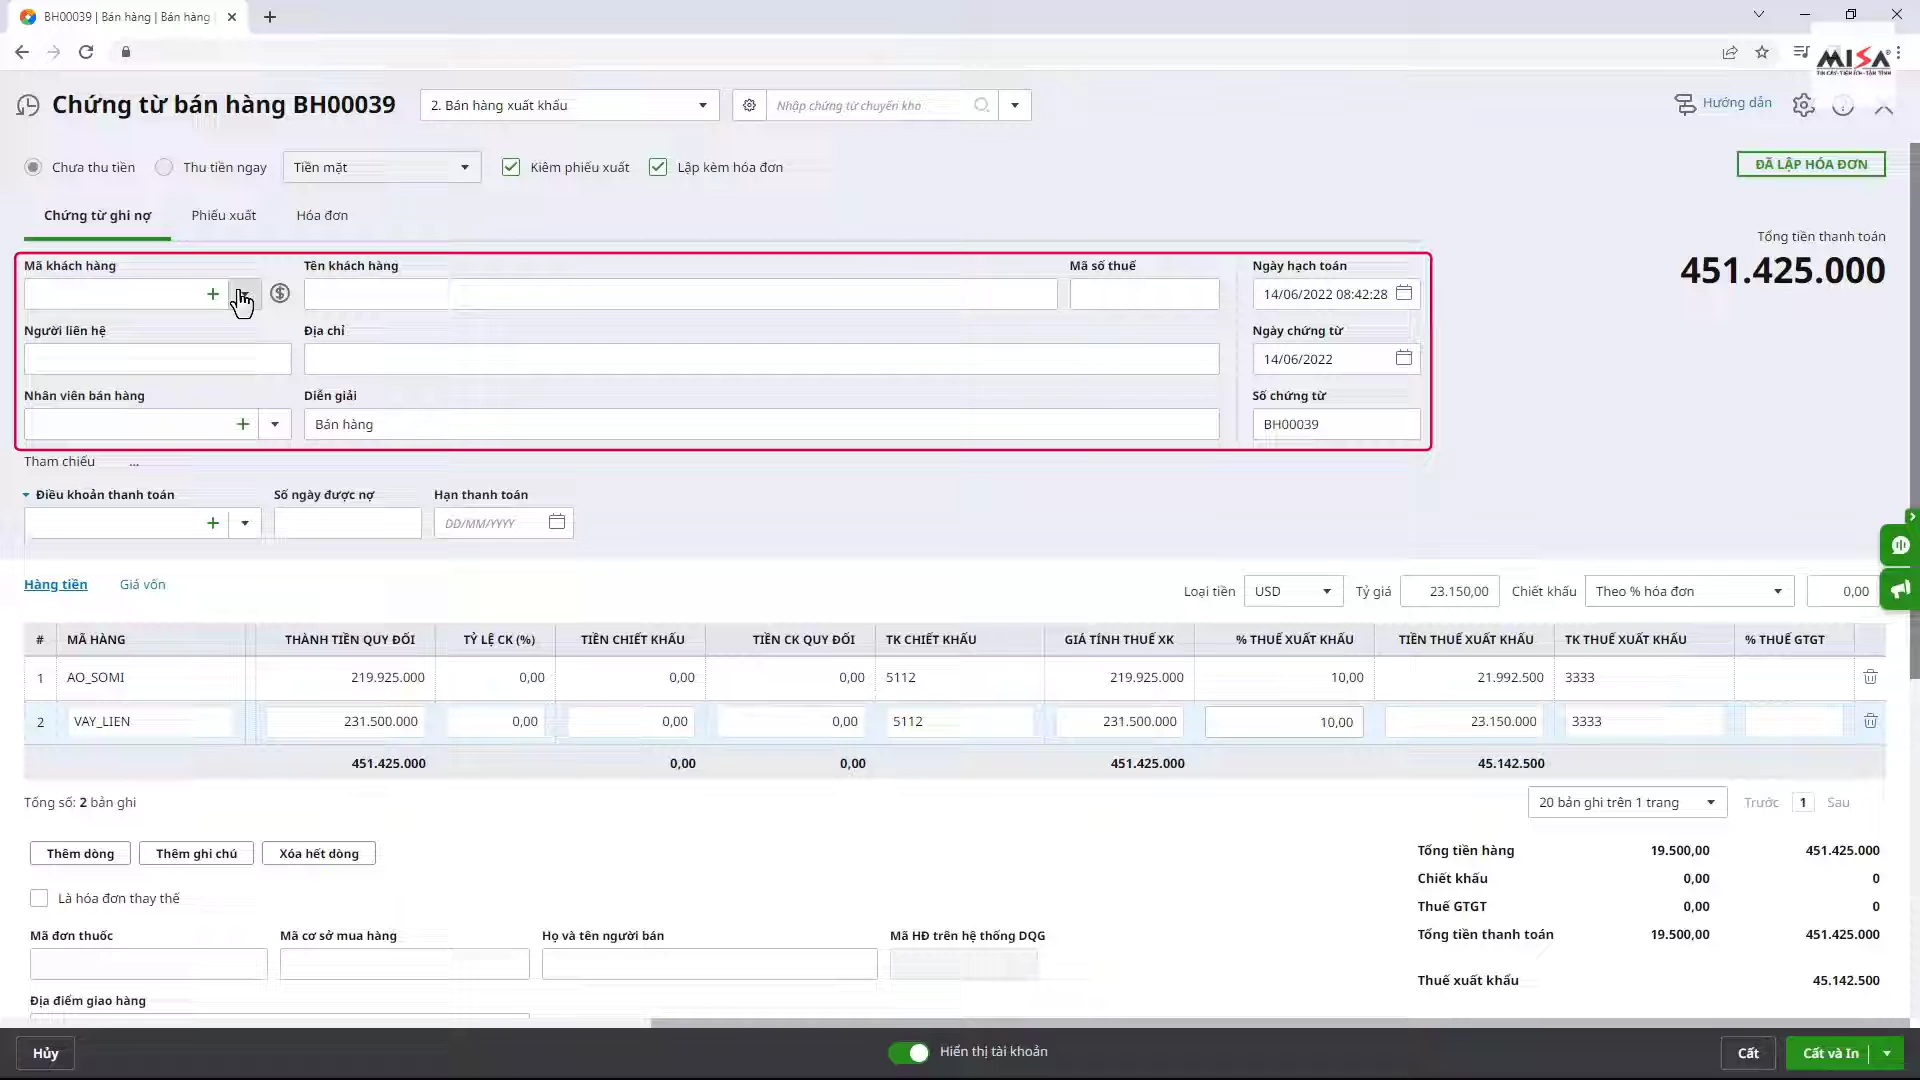 BH00039 | Bán hàng | Bán hàng
MISA
TIN CẬY - TIỆN ÍCH - TẬN TÌNH
Chứng từ bán hàng BH00039
2. Bán hàng xuất khẩu
Nhập chứng từ chuyển kho
Hướng dẫn
Chưa thu tiền
Thu tiền ngay
Tiền mặt
Kiêm phiếu xuất
Lập kèm hóa đơn
ĐÃ LẬP HÓA ĐƠN
Chứng từ ghi nợ
Phiếu xuất
Hóa đơn
Tổng tiền thanh toán
451.425.000
Mã khách hàng
Tên khách hàng
Mã số thuế
Ngày hạch toán
14/06/2022 08:42:28
Người liên hệ
Địa chỉ
Ngày chứng từ
14/06/2022
Nhân viên bán hàng
Diễn giải
Số chứng từ
Bán hàng
BH00039
Tham chiếu ...
Điều khoản thanh toán
Số ngày được nợ
Hạn thanh toán
DD/MM/YYYY
Hàng tiền
Giá vốn
Loại tiền USD Tỷ giá 23.150,00 Chiết khấu Theo % hóa đơn 0,00
# MÃ HÀNG THÀNH TIỀN QUY ĐỔI TỶ LỆ CK (%) TIỀN CHIẾT KHẤU TIỀN CK QUY ĐỔI TK CHIẾT KHẤU GIÁ TÍNH THUẾ XK % THUẾ XUẤT KHẨU TIỀN THUẾ XUẤT KHẨU TK THUẾ XUẤT KHẨU % THUẾ GTGT
1 AO_SOMI 219.925.000 0,00 0,00 0,00 5112 219.925.000 10,00 21.992.500 3333
2 VAY_LIEN 231.500.000 0,00 0,00 0,00 5112 231.500.000 10,00 23.150.000 3333
451.425.000 0,00 0,00 451.425.000 45.142.500
Tổng số: 2 bản ghi
20 bản ghi trên 1 trang
Trước 1 Sau
Thêm dòng
Thêm ghi chú
Xóa hết dòng
Tổng tiền hàng 19.500,00 451.425.000
Chiết khấu 0,00 0
Là hóa đơn thay thế
Thuế GTGT 0,00 0
Tổng tiền thanh toán 19.500,00 451.425.000
Mã đơn thuốc
Mã cơ sở mua hàng
Họ và tên người bán
Mã HĐ trên hệ thống DQG
Thuế xuất khẩu 45.142.500
Địa điểm giao hàng
Hủy
Hiển thị tài khoản
Cất
Cất và In